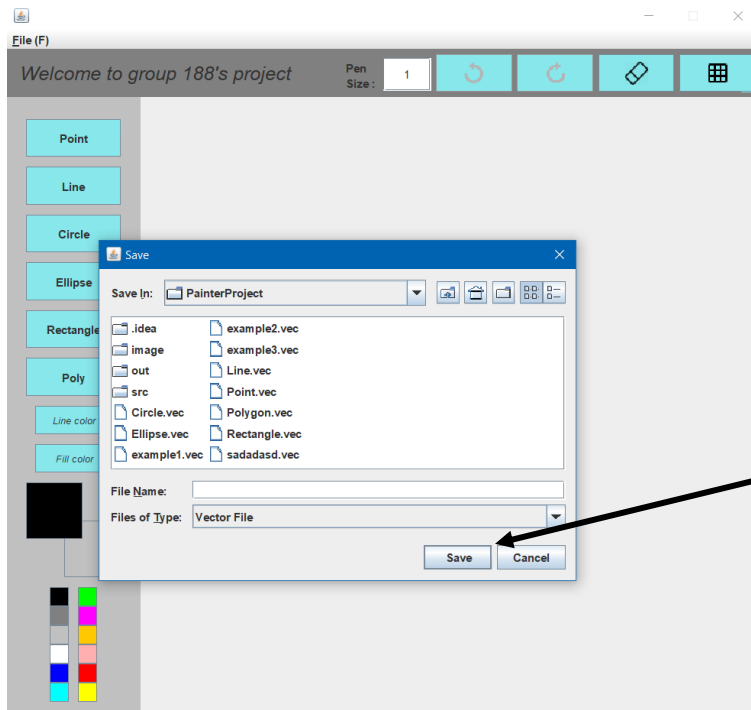 File (F)
Welcome to group 188's project
Pen
Size :
1
Point
Line
Circle
Ellipse
Rectangle
Poly
Line color
Fill color
Save
Save In:
PainterProject
.idea
image
out
src
Circle.vec
Ellipse.vec
example1.vec
example2.vec
example3.vec
Line.vec
Point.vec
Polygon.vec
Rectangle.vec
sadadasd.vec
File Name:
Files of Type:
Vector File
Save
Cancel